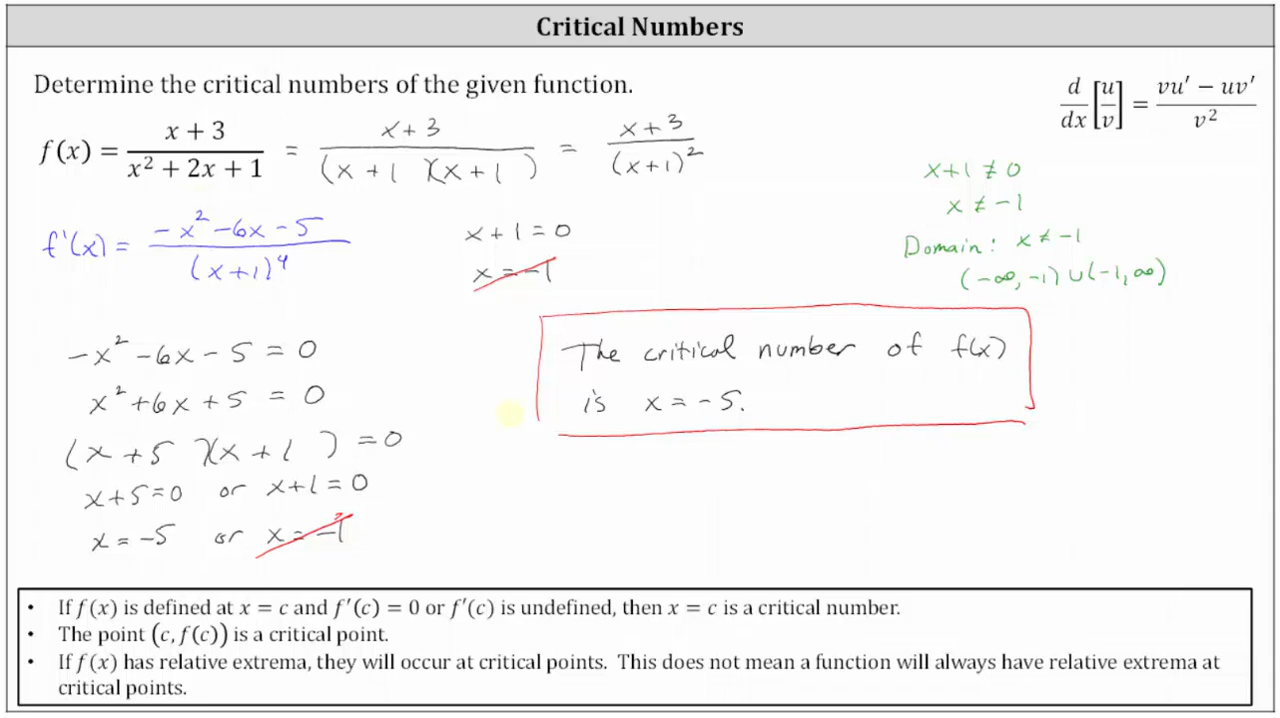 Critical Numbers
Determine the critical numbers of the given function.
d/dx [u/v] = (vu′ − uv′)/v²
f(x) = (x + 3)/(x² + 2x + 1) = (x + 3)/((x + 1)(x + 1)) = (x + 3)/(x+1)²
x+1 ≠ 0
x ≠ -1
Domain: x ≠ -1
(-∞, -1) ∪ (-1, ∞)
f'(x) = (-x² - 6x - 5)/(x+1)⁴
x + 1 = 0
x = -1
-x² - 6x - 5 = 0
x² + 6x + 5 = 0
(x + 5)(x + 1) = 0
x + 5 = 0 or x + 1 = 0
x = -5 or x = -1
The critical number of f(x)
is x = -5.
• If f(x) is defined at x = c and f′(c) = 0 or f′(c) is undefined, then x = c is a critical number.
• The point (c, f(c)) is a critical point.
• If f(x) has relative extrema, they will occur at critical points. This does not mean a function will always have relative extrema at
critical points.